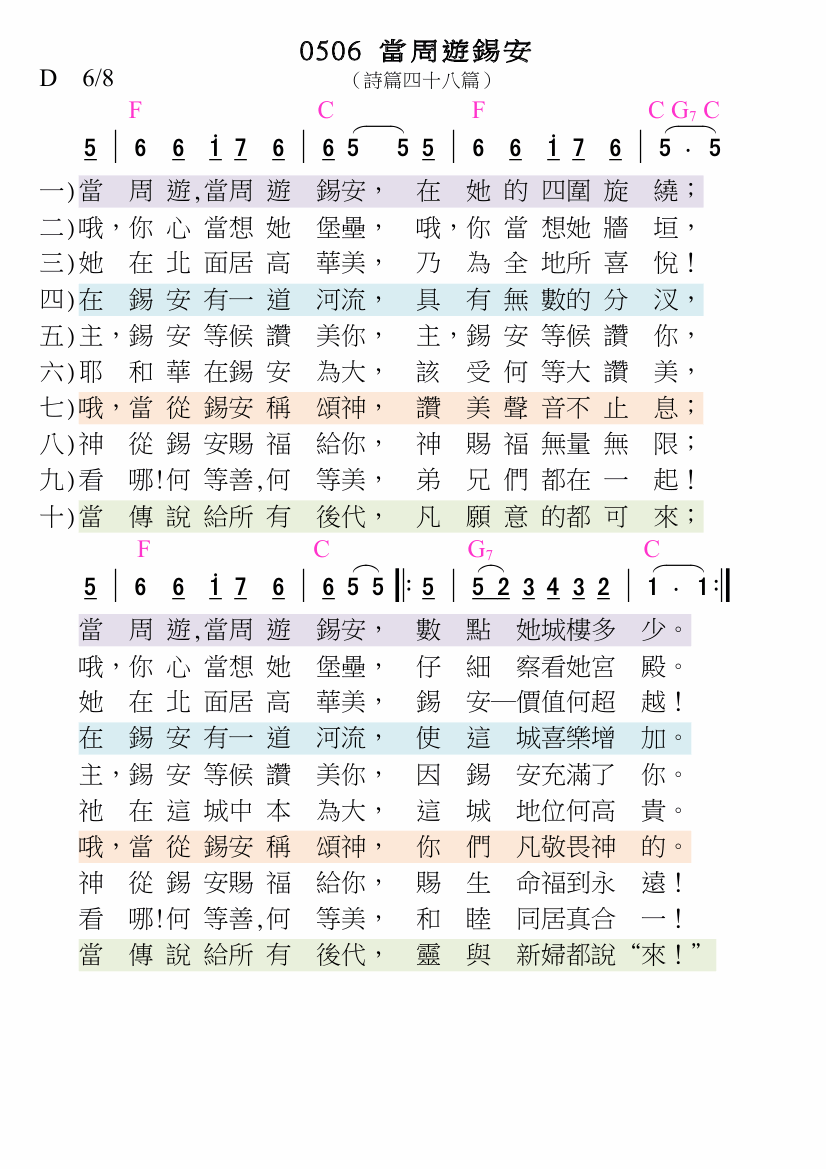 0506 當周遊錫安
D 6/8 （詩篇四十八篇）
F C F C G7 C
5 | 6 6 i 7 6 | 6 5 5 5 | 6 6 i 7 6 | 5 . 5
一)當 周 遊,當周 遊 錫安， 在 她 的 四圍 旋 繞；
二)哦，你 心 當想 她 堡壘， 哦，你 當 想她 牆 垣，
三)她 在 北 面居 高 華美， 乃 為 全 地所 喜 悅！
四)在 錫 安 有一 道 河流， 具 有 無 數的 分 汊，
五)主，錫 安 等候 讚 美你， 主，錫 安 等候 讚 你，
六)耶 和 華 在錫 安 為大， 該 受 何 等大 讚 美，
七)哦，當 從 錫安 稱 頌神， 讚 美 聲 音不 止 息；
八)神 從 錫 安賜 福 給你， 神 賜 福 無量 無 限；
九)看 哪!何 等善,何 等美， 弟 兄 們 都在 一 起！
十)當 傳 說 給所 有 後代， 凡 願 意 的都 可 來；
F C G7 C
5 | 6 6 i 7 6 | 6 5 5 ‖: 5 | 5 2 3 4 3 2 | 1 . 1 :‖
當 周 遊,當周 遊 錫安， 數 點 她城樓多 少。
哦，你 心 當想 她 堡壘， 仔 細 察看她宮 殿。
她 在 北 面居 高 華美， 錫 安─價值何超 越！
在 錫 安 有一 道 河流， 使 這 城喜樂增 加。
主，錫 安 等候 讚 美你， 因 錫 安充滿了 你。
祂 在 這 城中 本 為大， 這 城 地位何高 貴。
哦，當 從 錫安 稱 頌神， 你 們 凡敬畏神 的。
神 從 錫 安賜 福 給你， 賜 生 命福到永 遠！
看 哪!何 等善,何 等美， 和 睦 同居真合 一！
當 傳 說 給所 有 後代， 靈 與 新婦都說“來！”